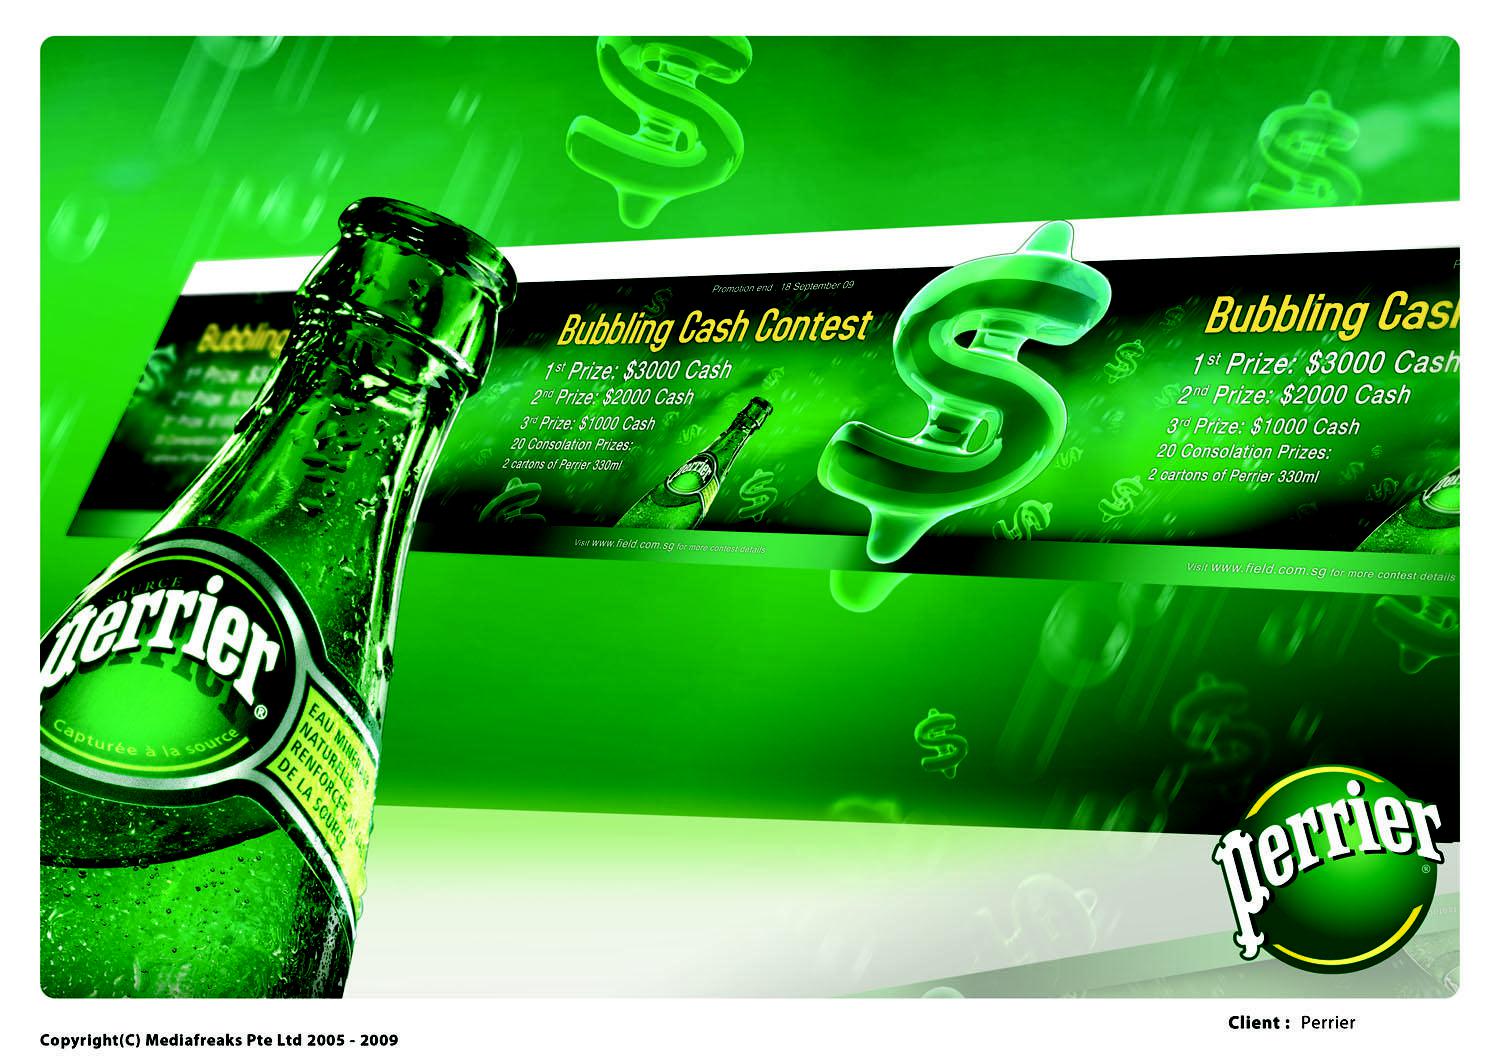 Promotion end . 18 September 09
Bubbling Cash Contest
1st Prize: $3000 Cash
2nd Prize: $2000 Cash
3rd Prize: $1000 Cash
20 Consolation Prizes:
2 cartons of Perrier 330ml
perrier
Visit www.field.com.sg for more contest details
Bubbling
Bubbling Cash
1st Prize: $3000 Cash
2nd Prize: $2000 Cash
3rd Prize: $1000 Cash
20 Consolation Prizes:
2 cartons of Perrier 330ml
Visit www.field.com.sg for more contest details
SOURCE
perrier®
Capturée à la source
EAU
NATURELLE
RENFORCÉE
DE LA SOURCE
perrier®
Client : Perrier
Copyright(C) Mediafreaks Pte Ltd 2005 - 2009